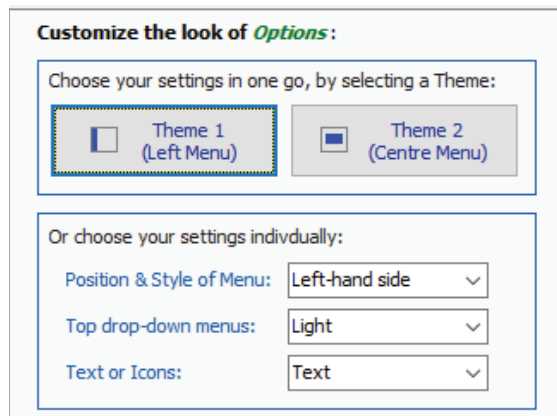 Customize the look of Options:
Choose your settings in one go, by selecting a Theme:
Theme 1
(Left Menu)
Theme 2
(Centre Menu)
Or choose your settings indivdually:
Position & Style of Menu: Left-hand side
Top drop-down menus: Light
Text or Icons: Text